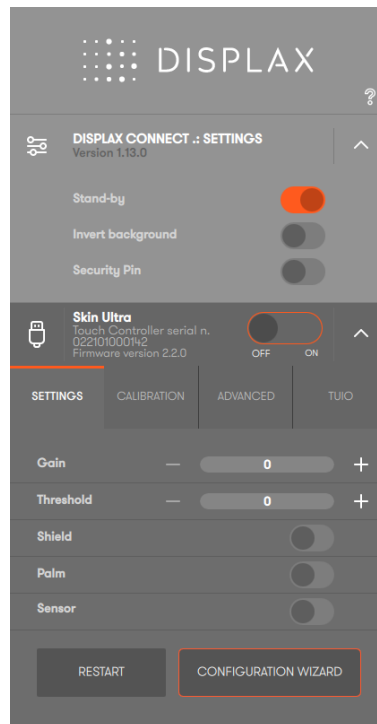 DISPLAX
?
DISPLAX CONNECT .: SETTINGS
Version 1.13.0
Stand-by
Invert background
Security Pin
Skin Ultra
Touch Controller serial n.
022101000142
Firmware version 2.2.0
OFF ON
SETTINGS CALIBRATION ADVANCED TUIO
Gain — 0 +
Threshold — 0 +
Shield
Palm
Sensor
RESTART CONFIGURATION WIZARD